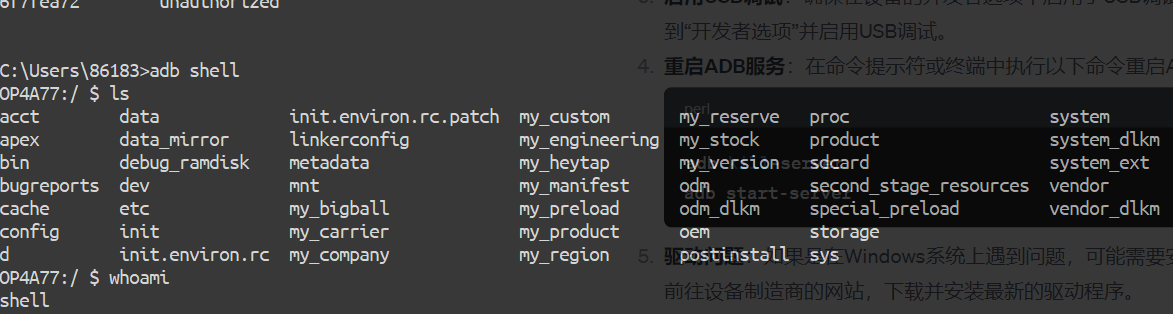 6f7fea72 unauthorized
到“开发者选项”并启用USB调试。
C:\Users\86183>adb shell
4. 重启ADB服务：在命令提示符或终端中执行以下命令重启A
OP4A77:/ $ ls
perl
acct data init.environ.rc.patch my_custom my_reserve proc system
apex data_mirror linkerconfig my_engineering my_stock product system_dlkm
bin debug_ramdisk metadata my_heytap my_version sdcard system_ext
bugreports dev mnt my_manifest odm second_stage_resources vendor
adb start-server
cache etc my_bigball my_preload odm_dlkm special_preload vendor_dlkm
config init my_carrier my_product oem storage
d init.environ.rc my_company my_region postinstall sys
5. 驱动问题：如果是在Windows系统上遇到问题，可能需要安
OP4A77:/ $ whoami
前往设备制造商的网站，下载并安装最新的驱动程序。
shell